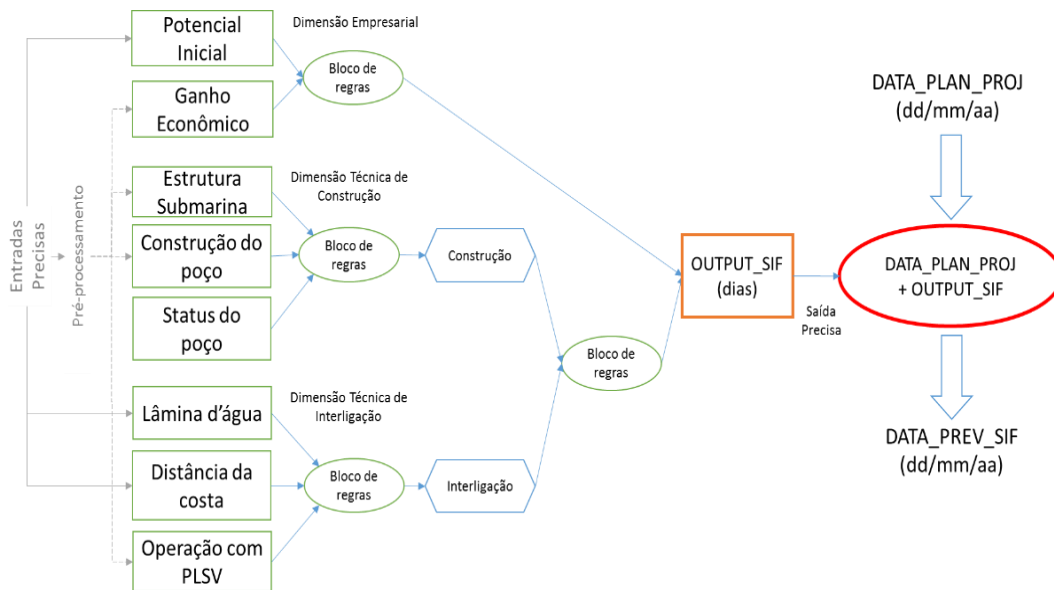 Entradas
Precisas
Pré-processamento
Potencial
Inicial
Ganho
Econômico
Dimensão Empresarial
Bloco de
regras
Estrutura
Submarina
Construção do
poço
Status do
poço
Dimensão Técnica de
Construção
Bloco de
regras
Construção
Lâmina d'água
Distância da
costa
Operação com
PLSV
Dimensão Técnica de
Interligação
Bloco de
regras
Interligação
Bloco de
regras
OUTPUT_SIF
(dias)
Saída
Precisa
DATA_PLAN_PROJ
(dd/mm/aa)
DATA_PLAN_PROJ
+ OUTPUT_SIF
DATA_PREV_SIF
(dd/mm/aa)